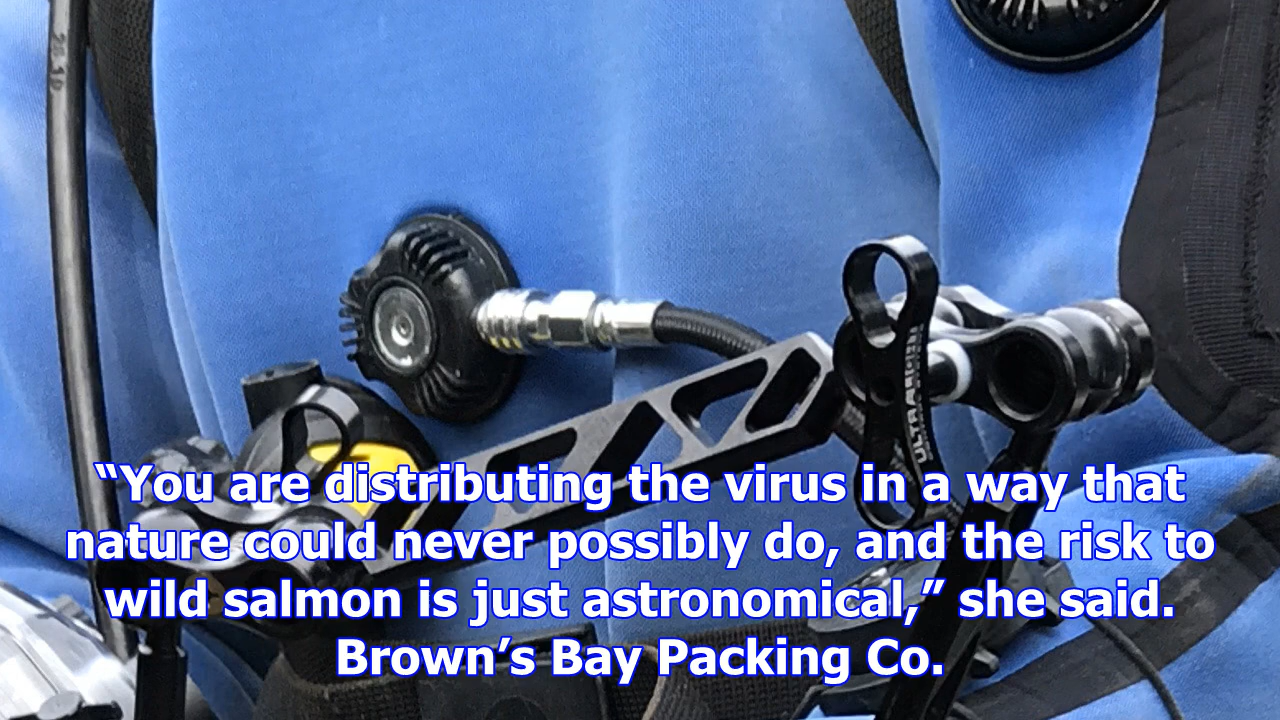 “You are distributing the virus in a way that
nature could never possibly do, and the risk to
wild salmon is just astronomical,” she said.
Brown’s Bay Packing Co.